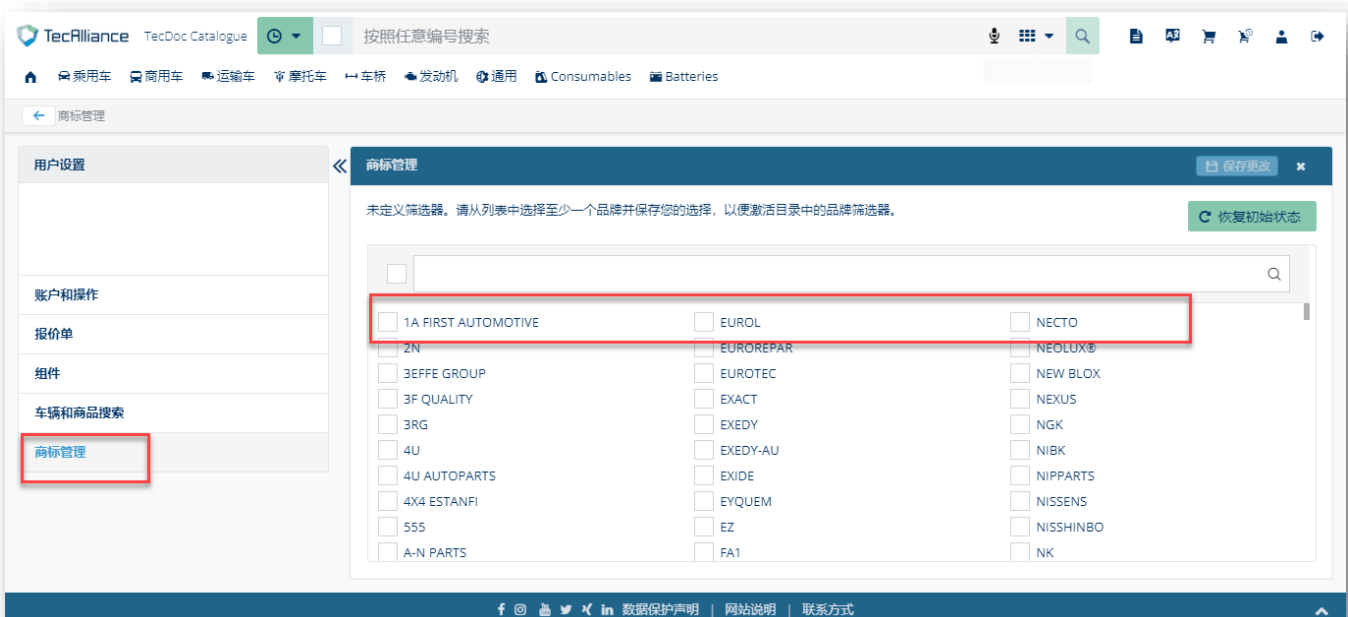 TecAlliance TecDoc Catalogue 按照任意编号搜索
乘用车 商用车 运输车 摩托车 车桥 发动机 通用 Consumables Batteries
商标管理
用户设置
账户和操作
报价单
组件
车辆和商品搜索
商标管理
商标管理 保存更改
未定义筛选器。请从列表中选择至少一个品牌并保存您的选择，以便激活目录中的品牌筛选器。
恢复初始状态
1A FIRST AUTOMOTIVE EUROL NECTO
2N EUROREPAR NEOLUX®
3EFFE GROUP EUROTEC NEW BLOX
3F QUALITY EXACT NEXUS
3RG EXEDY NGK
4U EXEDY-AU NIBK
4U AUTOPARTS EXIDE NIPPARTS
4X4 ESTANFI EYQUEM NISSENS
555 EZ NISSHINBO
A-N PARTS FA1 NK
数据保护声明 | 网站说明 | 联系方式